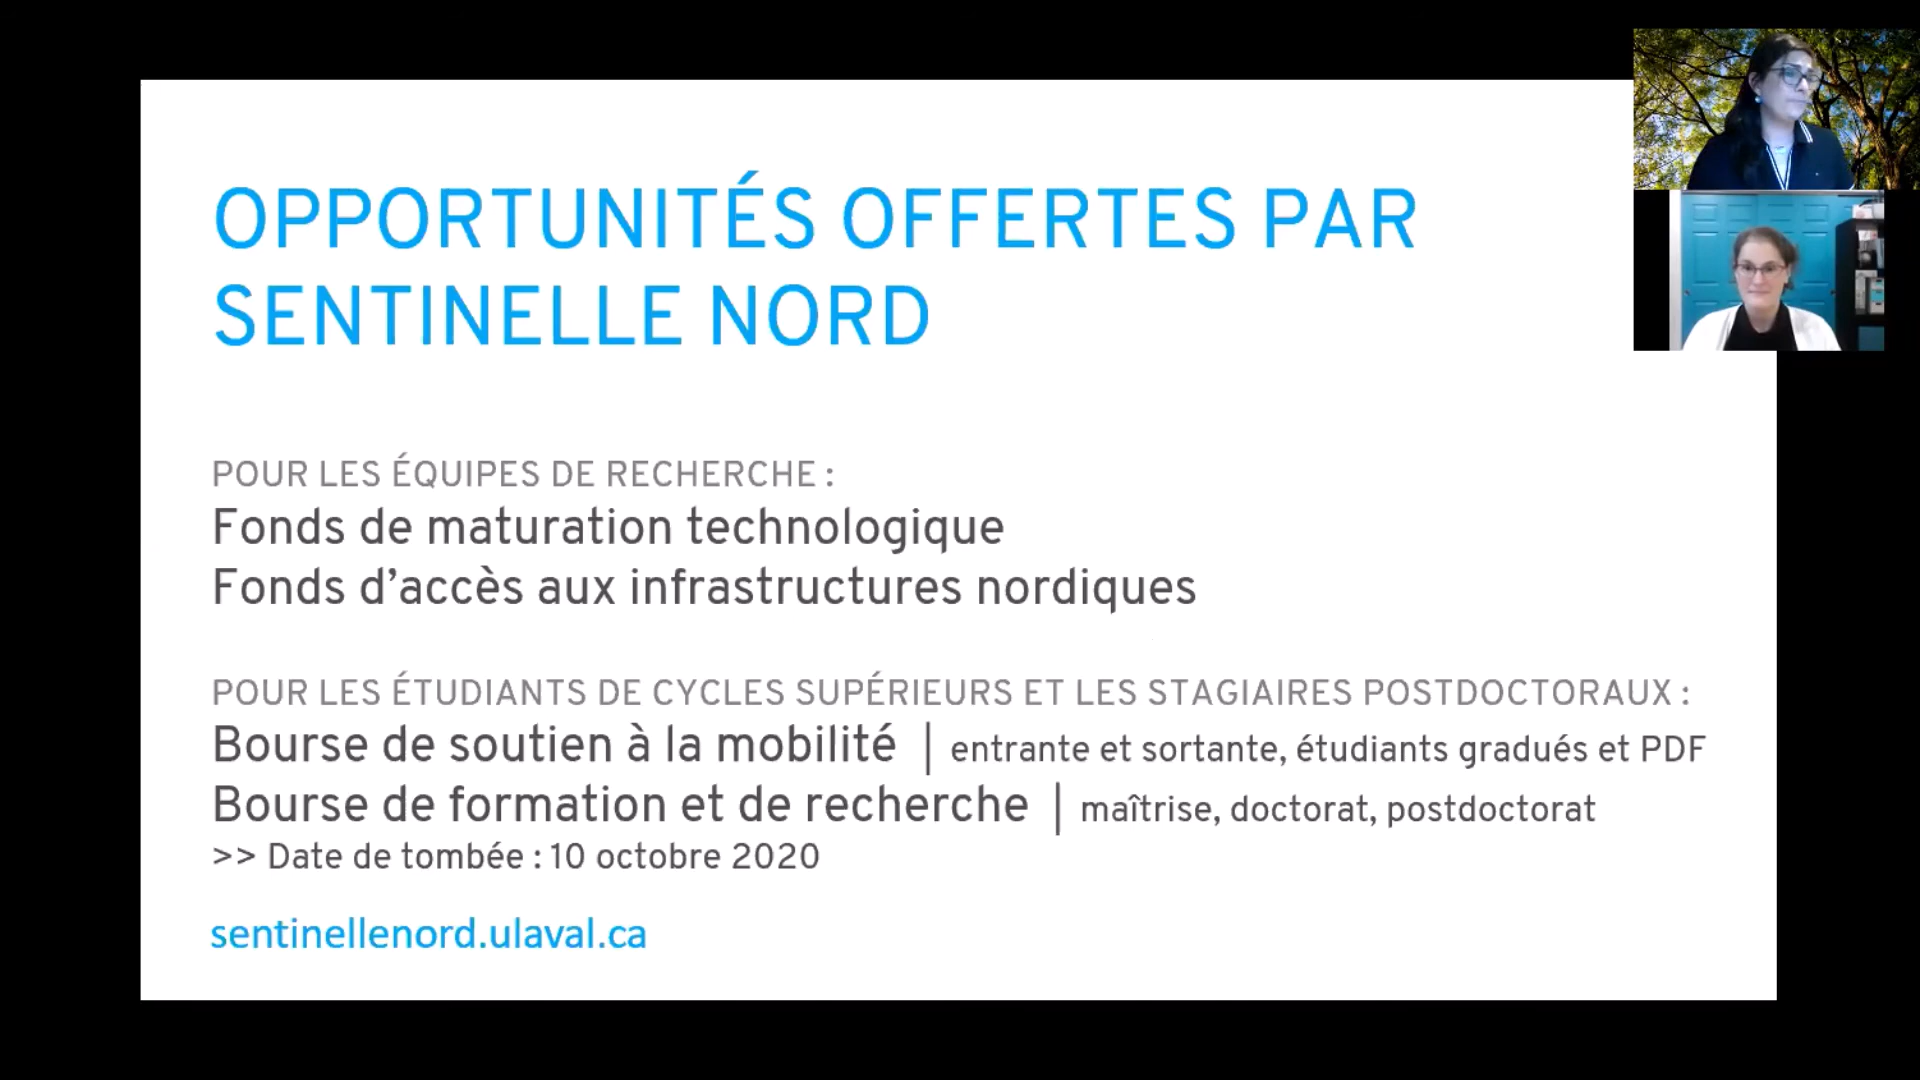 OPPORTUNITÉS OFFERTES PAR
SENTINELLE NORD
POUR LES ÉQUIPES DE RECHERCHE :
Fonds de maturation technologique
Fonds d’accès aux infrastructures nordiques
POUR LES ÉTUDIANTS DE CYCLES SUPÉRIEURS ET LES STAGIAIRES POSTDOCTORAUX :
Bourse de soutien à la mobilité | entrante et sortante, étudiants gradués et PDF
Bourse de formation et de recherche | maîtrise, doctorat, postdoctorat
>> Date de tombée : 10 octobre 2020
sentinellenord.ulaval.ca